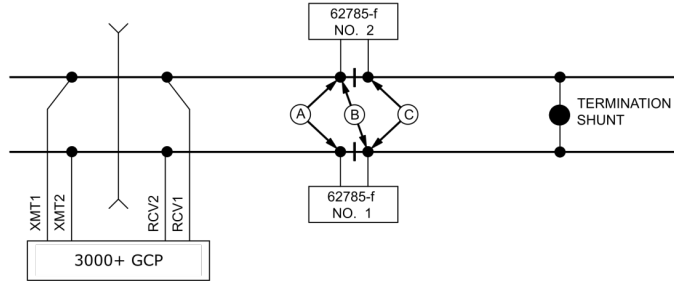 62785-f
NO. 2
A
B
C
TERMINATION
SHUNT
62785-f
NO. 1
XMT1
XMT2
RCV2
RCV1
3000+ GCP